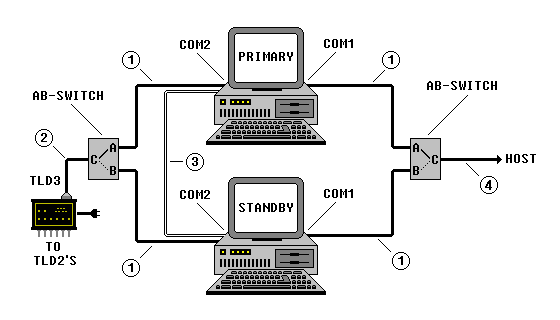 COM2
COM1
1
PRIMARY
1
AB-SWITCH
AB-SWITCH
2
A
C
B
3
A
C
B
HOST
4
TLD3
COM2
COM1
STANDBY
TO
TLD2'S
1
1